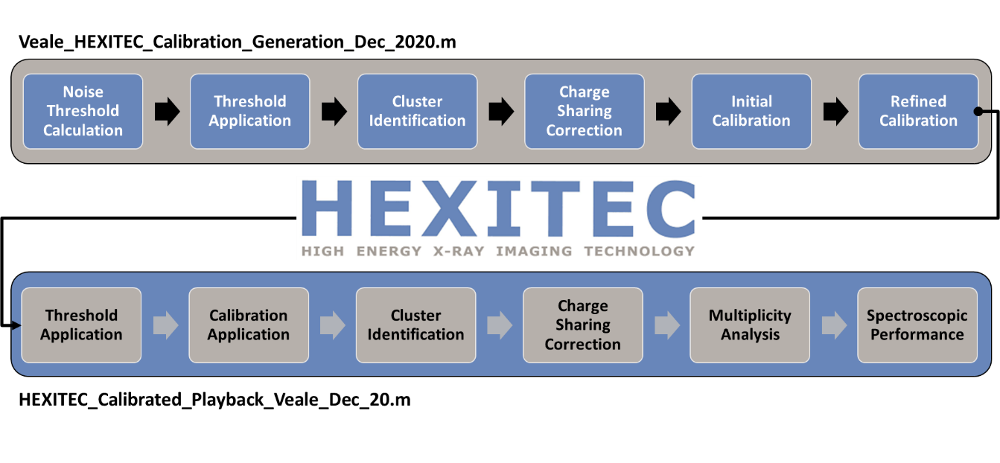 Veale_HEXITEC_Calibration_Generation_Dec_2020.m
Noise
Threshold
Calculation
Threshold
Application
Cluster
Identification
Charge
Sharing
Correction
Initial
Calibration
Refined
Calibration
HEXITEC
HIGH ENERGY X-RAY IMAGING TECHNOLOGY
Threshold
Application
Calibration
Application
Cluster
Identification
Charge
Sharing
Correction
Multiplicity
Analysis
Spectroscopic
Performance
HEXITEC_Calibrated_Playback_Veale_Dec_20.m